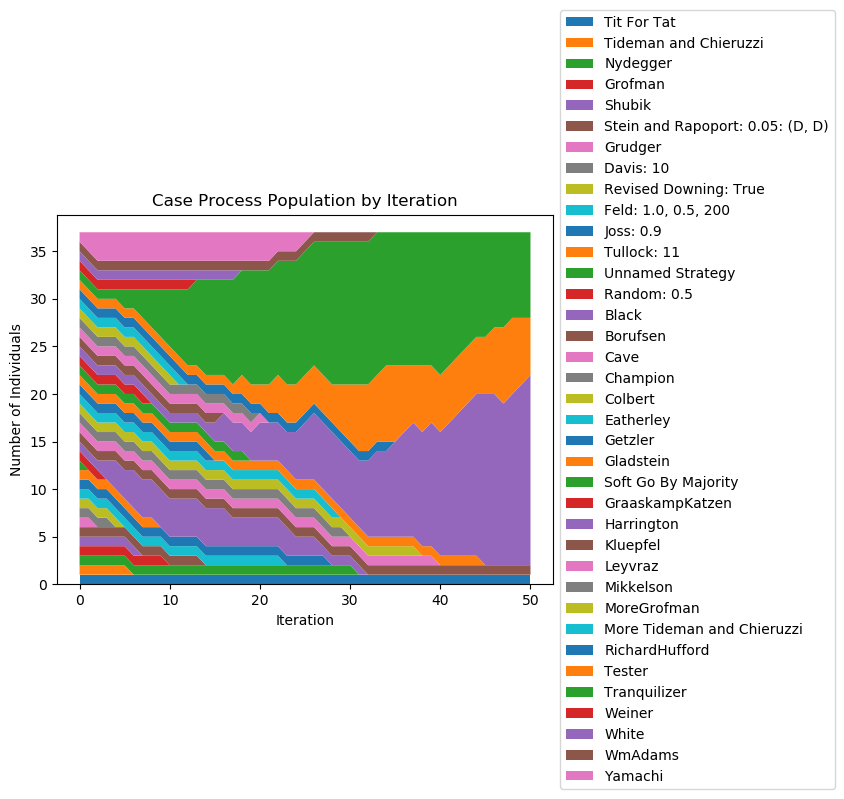 Case Process Population by Iteration
Number of Individuals
35
30
25
20
15
10
5
0
0 10 20 30 40 50
Iteration
Tit For Tat
Tideman and Chieruzzi
Nydegger
Grofman
Shubik
Stein and Rapoport: 0.05: (D, D)
Grudger
Davis: 10
Revised Downing: True
Feld: 1.0, 0.5, 200
Joss: 0.9
Tullock: 11
Unnamed Strategy
Random: 0.5
Black
Borufsen
Cave
Champion
Colbert
Eatherley
Getzler
Gladstein
Soft Go By Majority
GraaskampKatzen
Harrington
Kluepfel
Leyvraz
Mikkelson
MoreGrofman
More Tideman and Chieruzzi
RichardHufford
Tester
Tranquilizer
Weiner
White
WmAdams
Yamachi